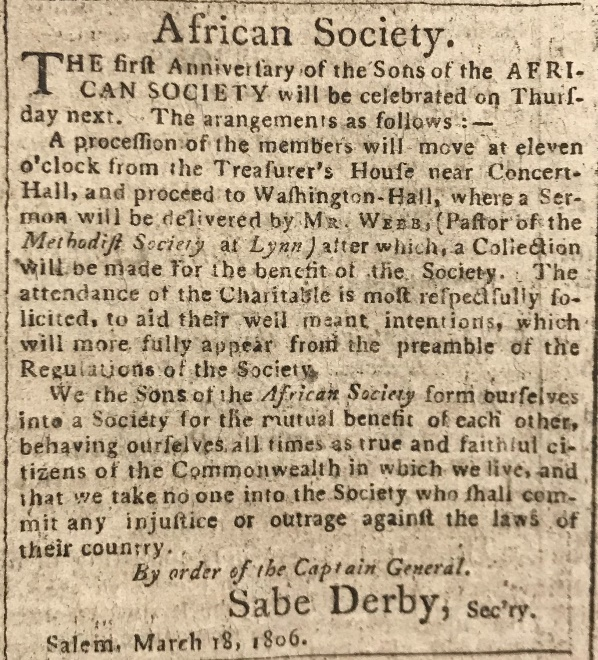 African Society.
THE firſt Anniverſary of the Sons of the AFRI-
CAN SOCIETY will be celebrated on Thurſ-
day next. The arangements as follows :—
A proceſſion of the members will move at eleven
o'clock from the Treaſurer's Houſe near Concert-
Hall, and proceed to Waſhington-Hall, where a Ser-
mon will be delivered by MR. WEBB, (Paſtor of the
Methodiſt Society at Lynn) after which, a Collection
will be made for the benefit of the Society. The
attendance of the Charitable is moſt reſpectfully ſo-
licited, to aid their well meant intentions, which
will more fully appear from the preamble of the
Regulations of the Society.
We the Sons of the African Society form ourſelves
into a Society for the mutual benefit of each other,
behaving ourſelves, all times as true and faithful ci-
tizens of the Commonwealth in which we live, and
that we take no one into the Society who ſhall com-
mit any injuſtice or outrage againſt the laws of
their country.
By order of the Captain General.
Sabe Derby, Sec'ry.
Salem, March 18, 1806.